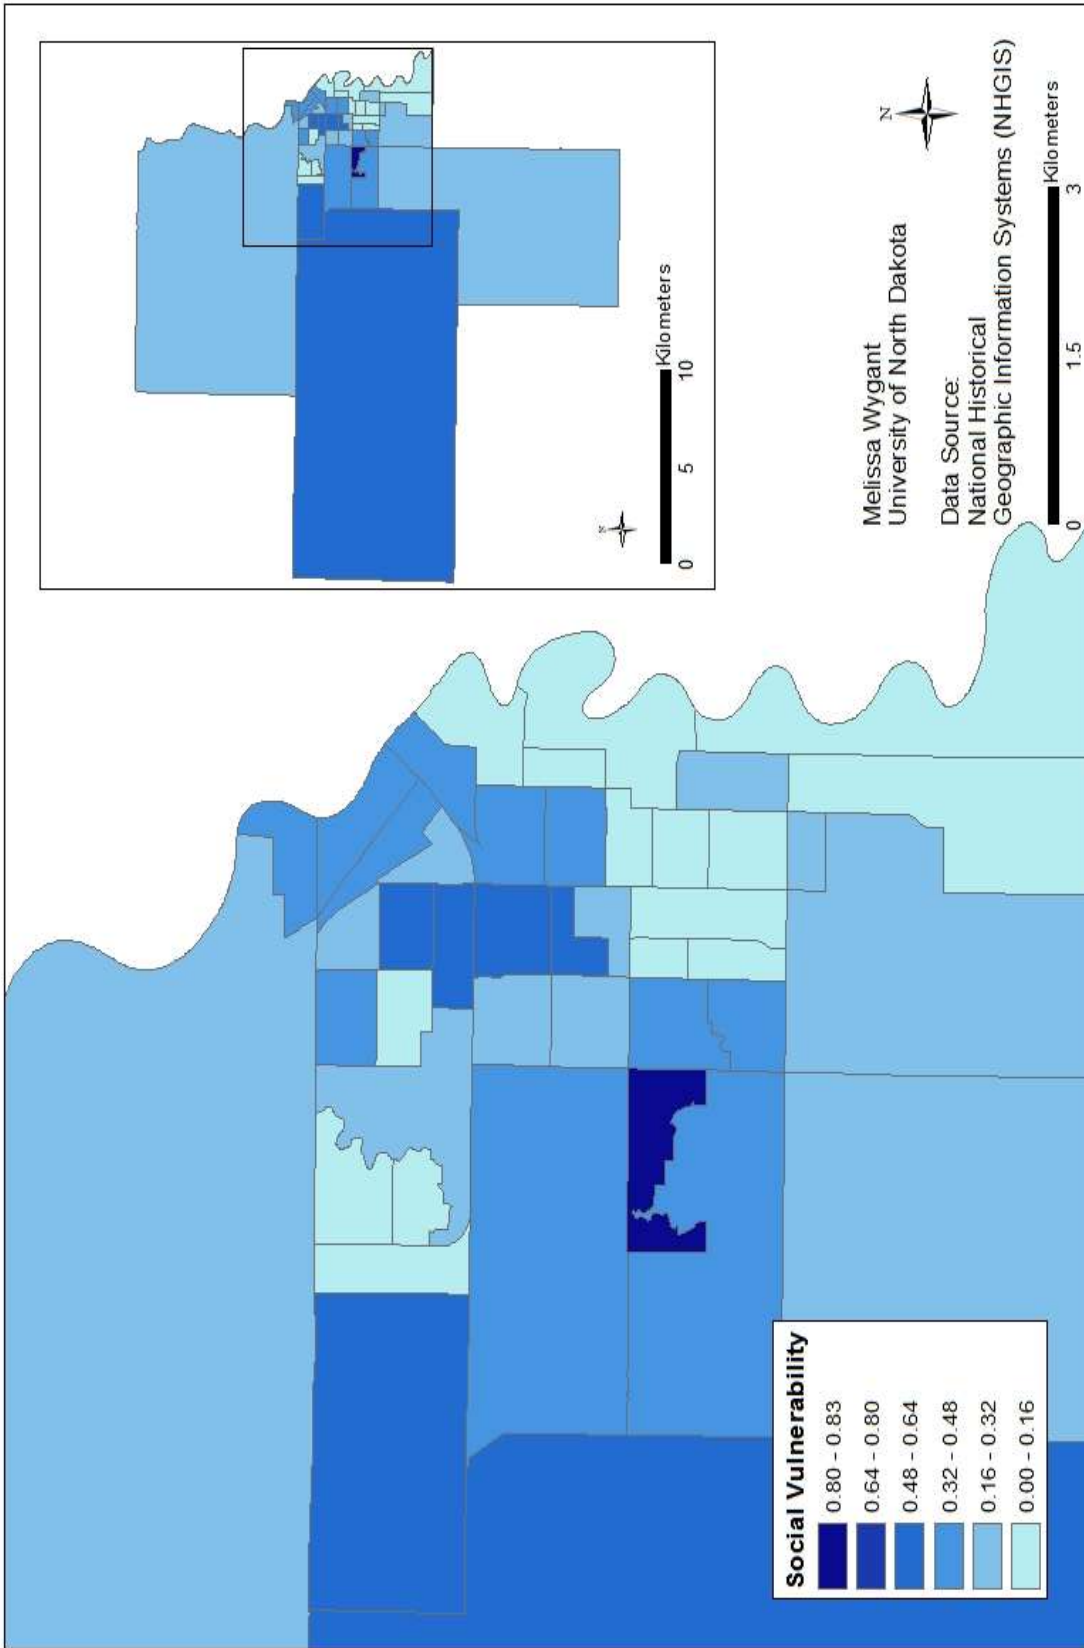 N
0 5 10 Kilometers
N
Melissa Wygant
University of North Dakota
Data Source:
National Historical
Geographic Information Systems (NHGIS)
0 1.5 3 Kilometers
Social Vulnerability
0.80 - 0.83
0.64 - 0.80
0.48 - 0.64
0.32 - 0.48
0.16 - 0.32
0.00 - 0.16